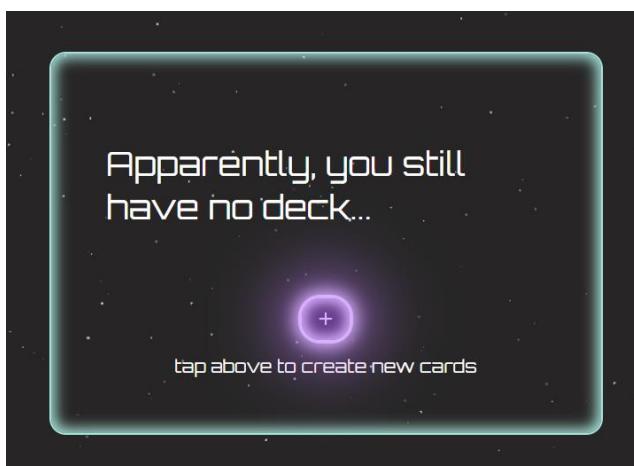 Apparently, you still
have no deck...
+
tap above to create new cards